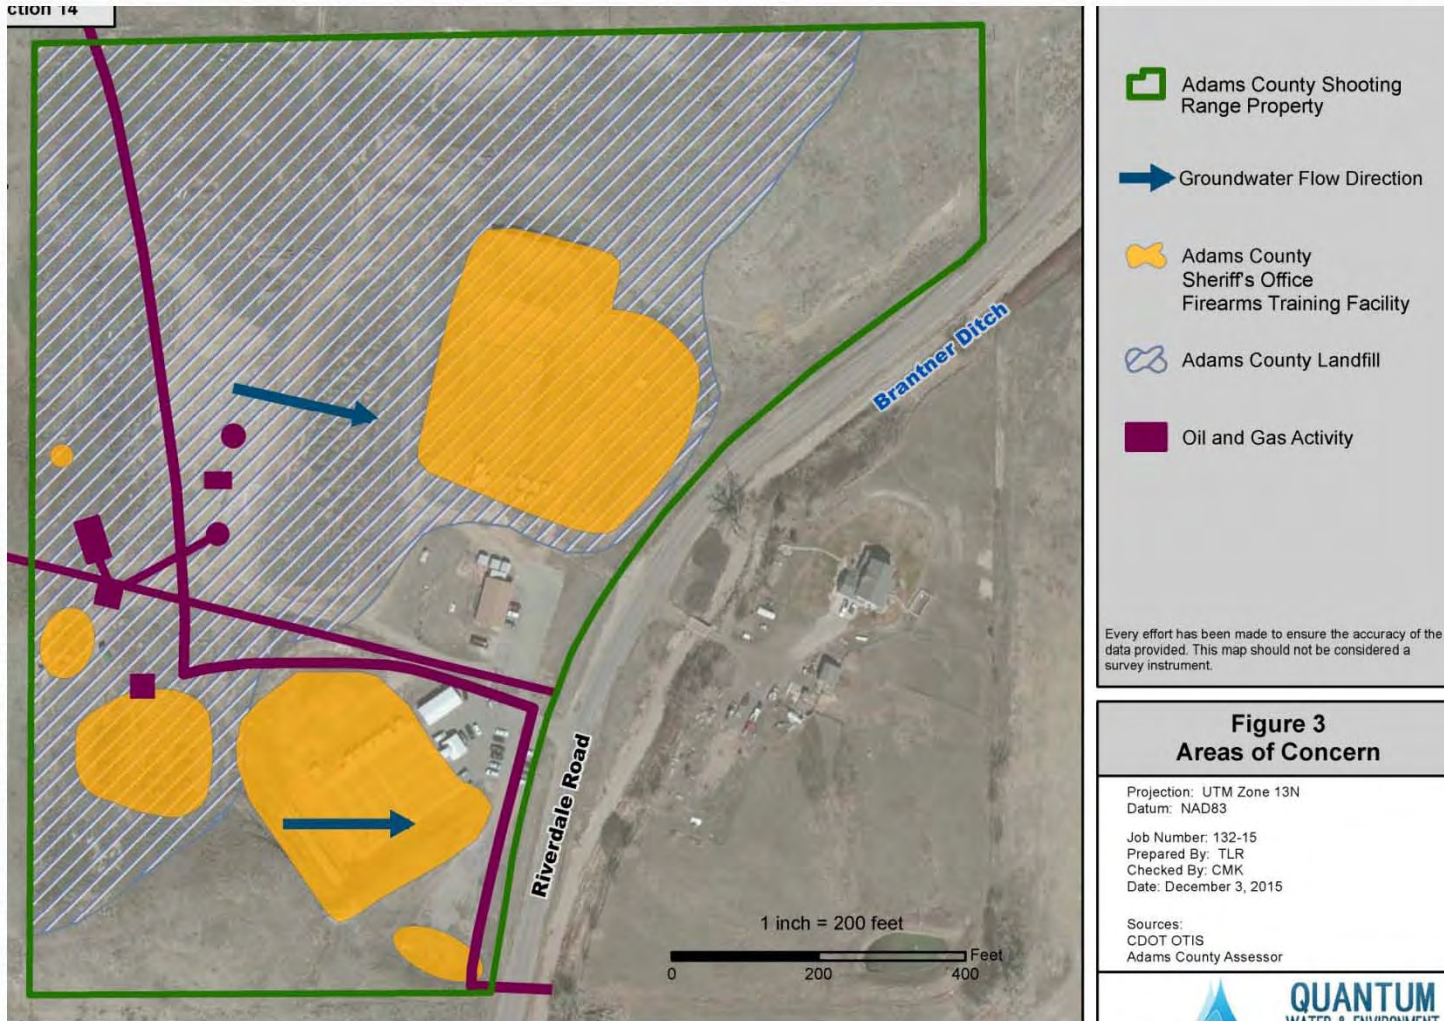 ction 14
Adams County Shooting
Range Property
Groundwater Flow Direction
Adams County
Sheriff's Office
Firearms Training Facility
Adams County Landfill
Oil and Gas Activity
Brantner Ditch
Riverdale Road
1 inch = 200 feet
Feet
0 200 400
Every effort has been made to ensure the accuracy of the
data provided. This map should not be considered a
survey instrument.
Figure 3
Areas of Concern
Projection: UTM Zone 13N
Datum: NAD83
Job Number: 132-15
Prepared By: TLR
Checked By: CMK
Date: December 3, 2015
Sources:
CDOT OTIS
Adams County Assessor
QUANTUM
WATER & ENVIRONMENT